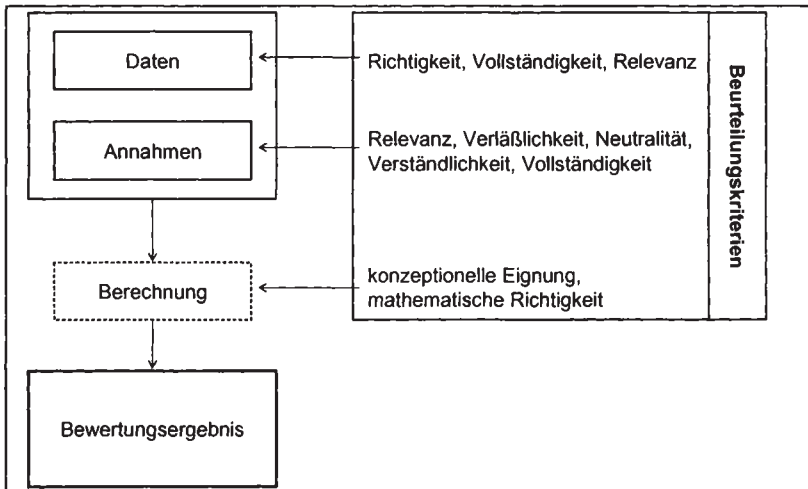 Daten
Richtigkeit, Vollständigkeit, Relevanz
Annahmen
Relevanz, Verläßlichkeit, Neutralität,
Verständlichkeit, Vollständigkeit
Berechnung
konzeptionelle Eignung,
mathematische Richtigkeit
Bewertungsergebnis
Beurteilungskriterien